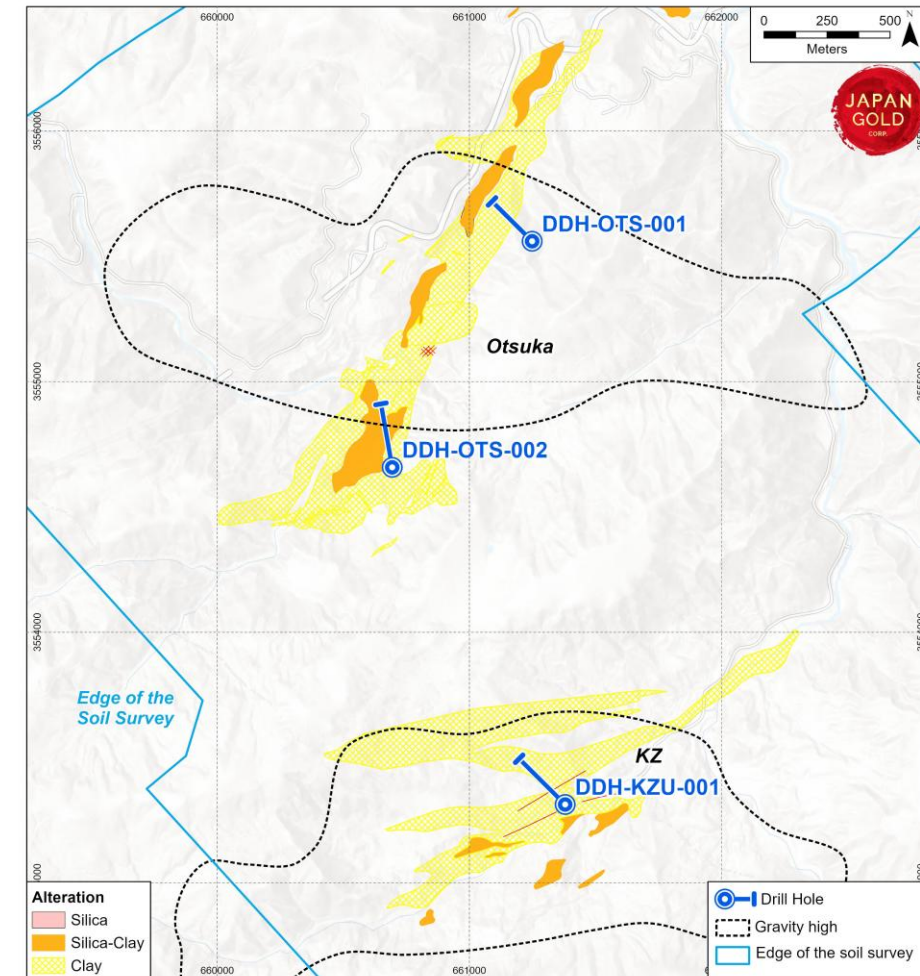 660000
661000
662000
0 250 500
Meters
N
JAPAN
GOLD
CORP.
3556000
DDH-OTS-001
Otsuka
3555000
DDH-OTS-002
3554000
Edge of the
Soil Survey
KZ
DDH-KZU-001
Alteration
Silica
Silica-Clay
Clay
Drill Hole
Gravity high
Edge of the soil survey
660000
661000